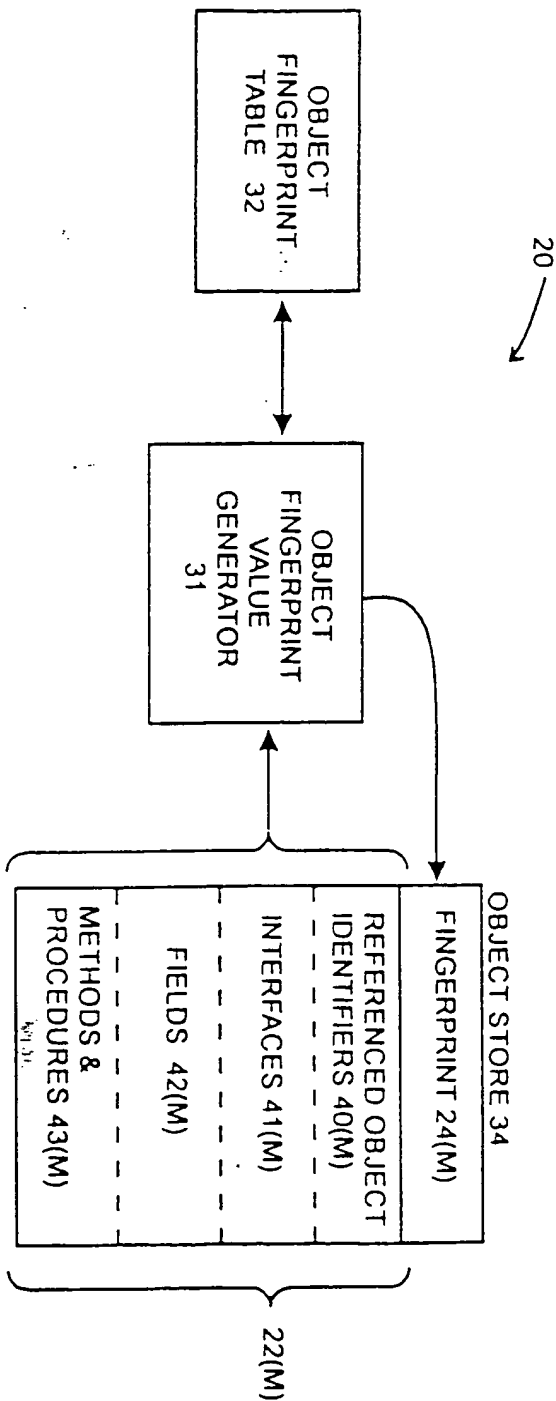 20
OBJECT
FINGERPRINT
TABLE 32
OBJECT
FINGERPRINT
VALUE
GENERATOR
31
OBJECT STORE 34
FINGERPRINT 24(M)
REFERENCED OBJECT
IDENTIFIERS 40(M)
INTERFACES 41(M)
FIELDS 42(M)
METHODS &
PROCEDURES 43(M)
22(M)